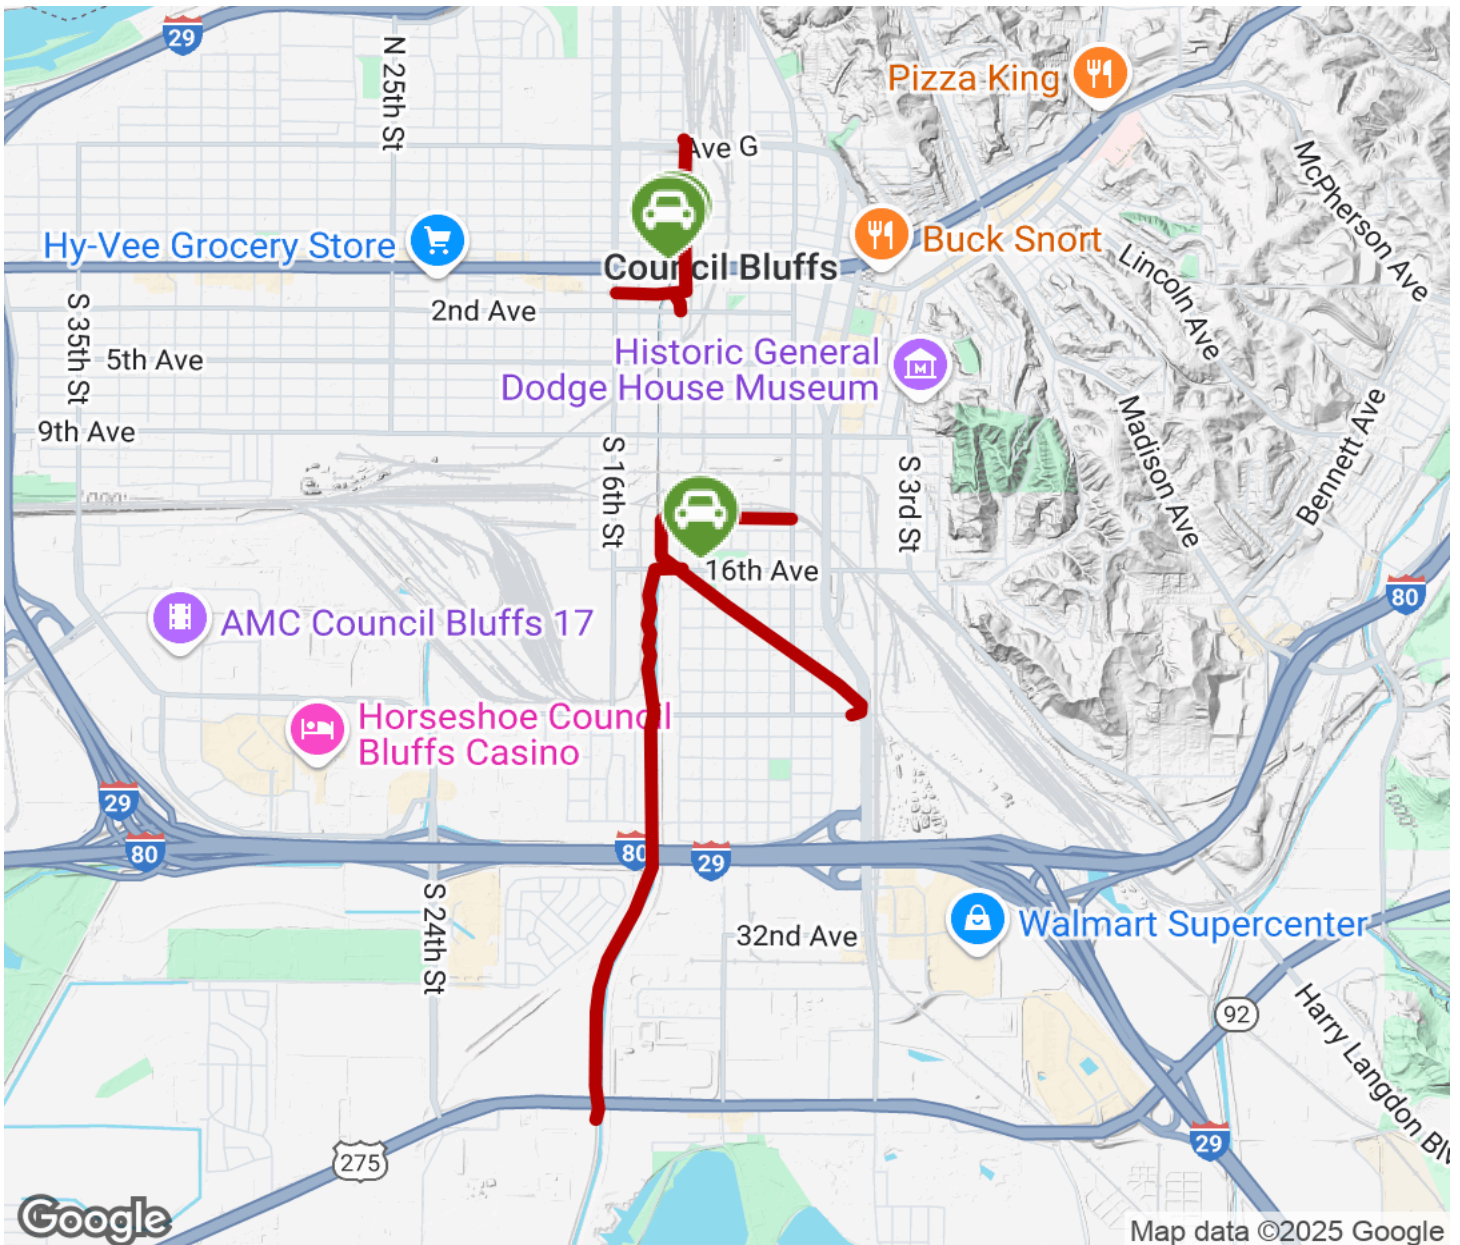 29
N 25th St
Pizza King
Ave G
McPherson Ave
Hy-Vee Grocery Store
Buck Snort
Council Bluffs
Lincoln Ave
S 35th St
2nd Ave
5th Ave
Historic General
Dodge House Museum
Madison Ave
Bennett Ave
9th Ave
S 16th St
S 3rd St
16th Ave
80
AMC Council Bluffs 17
Horseshoe Council
Bluffs Casino
29
80
80
29
S 24th St
32nd Ave
Walmart Supercenter
92
Harry Langdon Blv
275
29
Google
Map data ©2025 Google